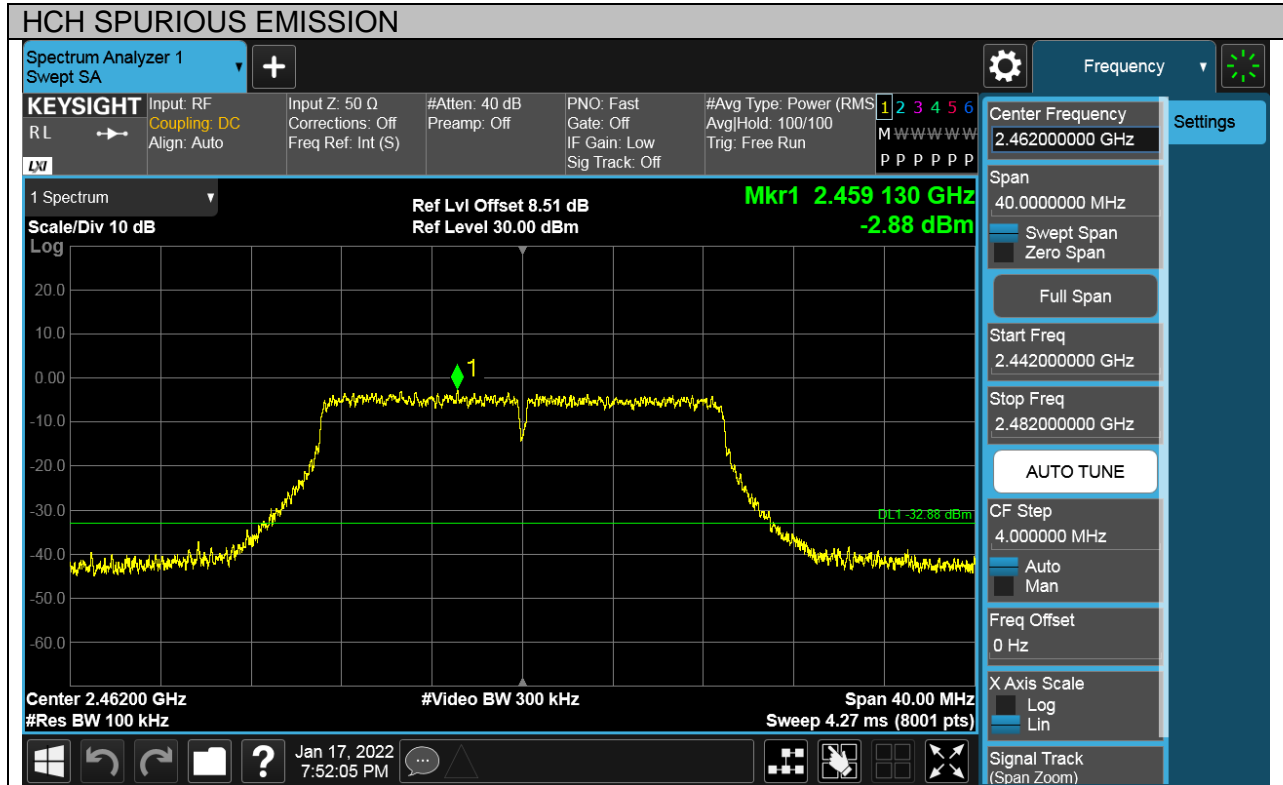 HCH SPURIOUS EMISSION
Spectrum Analyzer 1
Swept SA
Frequency
KEYSIGHT
RL
LXI
Input: RF
Coupling: DC
Align: Auto
Input Z: 50 Ω
Corrections: Off
Freq Ref: Int (S)
#Atten: 40 dB
Preamp: Off
PNO: Fast
Gate: Off
IF Gain: Low
Sig Track: Off
#Avg Type: Power (RMS
Avg|Hold: 100/100
Trig: Free Run
1 2 3 4 5 6
M W W W W W
P P P P P P
1 Spectrum
Scale/Div 10 dB
Log
Ref Lvl Offset 8.51 dB
Ref Level 30.00 dBm
Mkr1 2.459 130 GHz
-2.88 dBm
20.0
10.0
0.00
-10.0
-20.0
-30.0
-40.0
-50.0
-60.0
1
DL1 -32.88 dBm
Center 2.46200 GHz
#Res BW 100 kHz
#Video BW 300 kHz
Span 40.00 MHz
Sweep 4.27 ms (8001 pts)
Center Frequency
2.462000000 GHz
Settings
Span
40.0000000 MHz
Swept Span
Zero Span
Full Span
Start Freq
2.442000000 GHz
Stop Freq
2.482000000 GHz
AUTO TUNE
CF Step
4.000000 MHz
Auto
Man
Freq Offset
0 Hz
X Axis Scale
Log
Lin
Signal Track
(Span Zoom)
?
Jan 17, 2022
7:52:05 PM